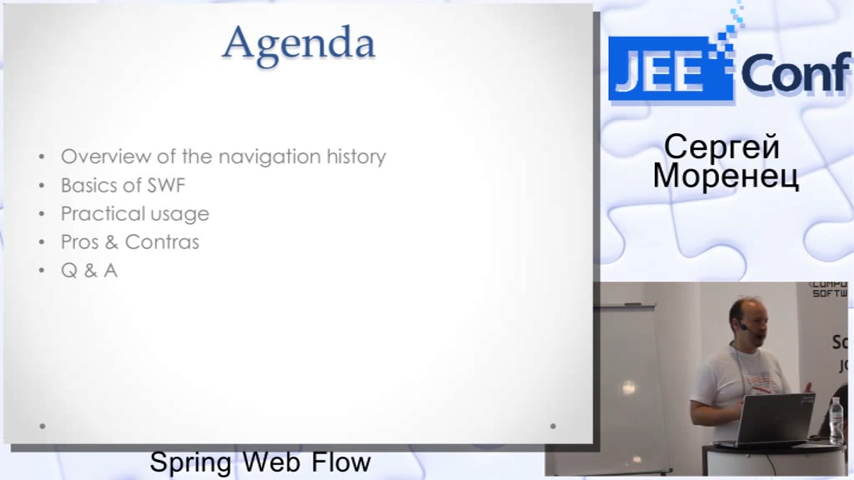 Agenda
• Overview of the navigation history
• Basics of SWF
• Practical usage
• Pros & Contras
• Q & A
JEE Conf
Сергей
Моренец
SOFTW
Spring Web Flow